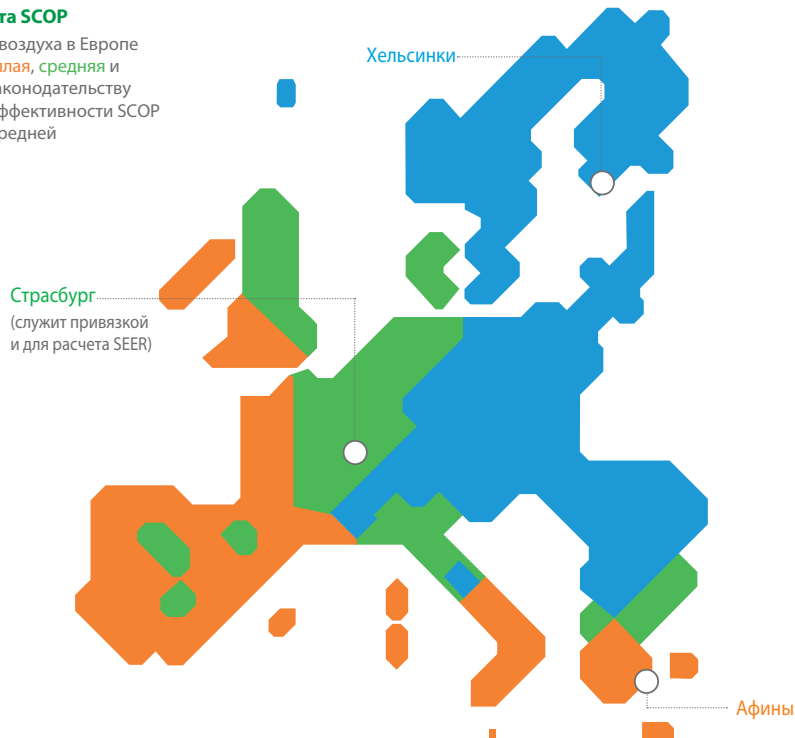 та SCOP
воздуха в Европе
лая, средняя и
аконодательству
ффективности SCOP
редней
Хельсинки
Страсбург
(служит привязкой
и для расчета SEER)
Афины